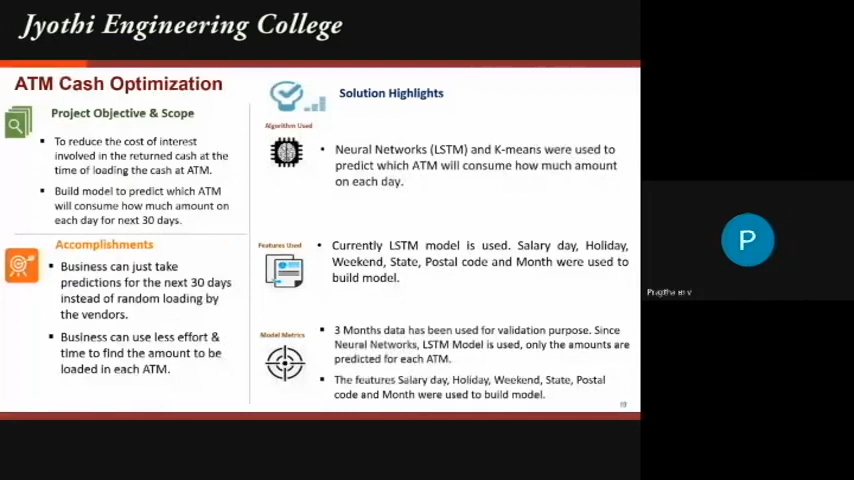 Jyothi Engineering College
ATM Cash Optimization
Project Objective & Scope
To reduce the cost of interest
involved in the returned cash at the
time of loading the cash at ATM.
Build model to predict which ATM
will consume how much amount on
each day for next 30 days.
Accomplishments
Business can just take
predictions for the next 30 days
instead of random loading by
the vendors.
Business can use less effort &
time to find the amount to be
loaded in each ATM.
Solution Highlights
Algorithm Used
Neural Networks (LSTM) and K-means were used to
predict which ATM will consume how much amount
on each day.
Features Used
Currently LSTM model is used. Salary day, Holiday,
Weekend, State, Postal code and Month were used to
build model.
Model Metrics
3 Months data has been used for validation purpose. Since
Neural Networks, LSTM Model is used, only the amounts are
predicted for each ATM.
The features Salary day, Holiday, Weekend, State, Postal
code and Month were used to build model.
P